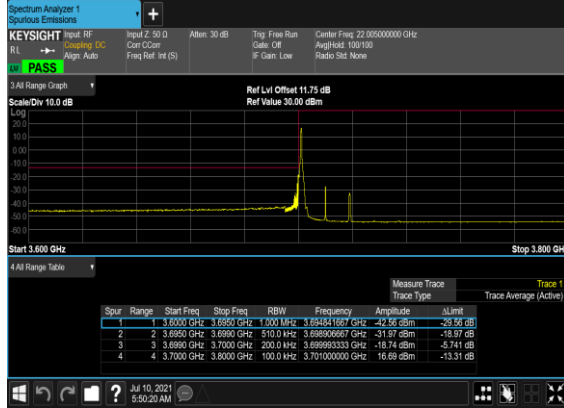 Spectrum Analyzer 1
Spurious Emissions
KEYSIGHT Input: RF Input Z: 50 Ω Atten: 30 dB Trig: Free Run Center Freq: 22.005000000 GHz
R L Coupling: DC Corr CCorr Gate: Off Avg|Hold: 100/100
Align: Auto Freq Ref: Int (S) IF Gain: Low Radio Std: None
PASS
3 All Range Graph
Ref Lvl Offset 11.75 dB
Scale/Div 10.0 dB Ref Value 30.00 dBm
Log
20.0
10.0
0.00
-10.0
-20.0
-30.0
-40.0
-50.0
-60.0
Start 3.600 GHz Stop 3.800 GH
4 All Range Table
Measure Trace Trace 1
Trace Type Trace Average (Active)
Spur Range Start Freq Stop Freq RBW Frequency Amplitude ΔLimit
1 1 3.6000 GHz 3.6950 GHz 1.000 MHz 3.694841667 GHz -42.56 dBm -29.56 dB
2 2 3.6950 GHz 3.6990 GHz 510.0 kHz 3.698906667 GHz -31.97 dBm -18.97 dB
3 3 3.6990 GHz 3.7000 GHz 200.0 kHz 3.699993333 GHz -18.74 dBm -5.741 dB
4 4 3.7000 GHz 3.8000 GHz 100.0 kHz 3.701000000 GHz 16.69 dBm -13.31 dB
? Jul 10, 2021
5:50:20 AM